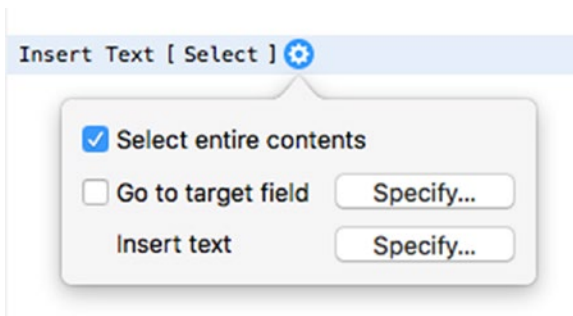 Insert Text [ Select ]
Select entire contents
Go to target field Specify...
Insert text Specify...